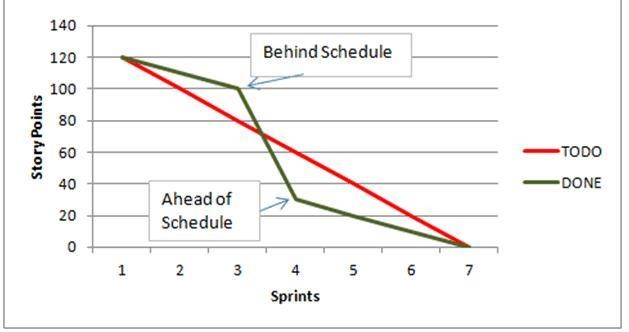 140
120
100
80
60
40
20
0
Story Points
Behind Schedule
Ahead of
Schedule
TODO
DONE
1 2 3 4 5 6 7
Sprints